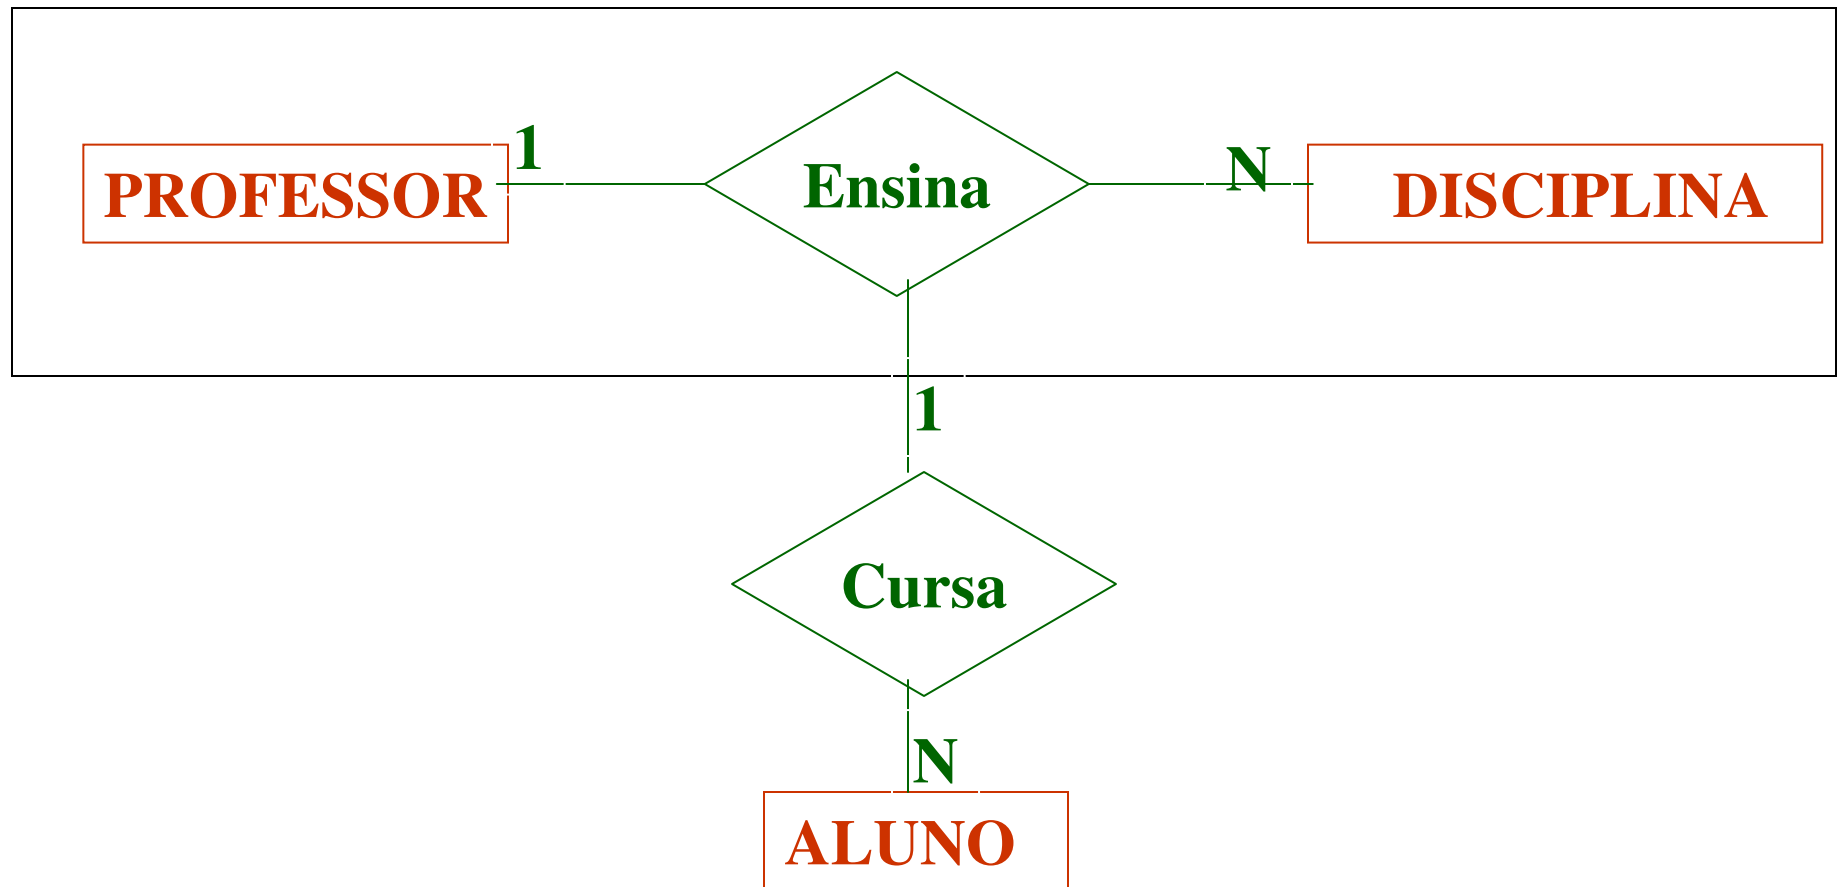 1
N
PROFESSOR
Ensina
DISCIPLINA
1
Cursa
N
ALUNO